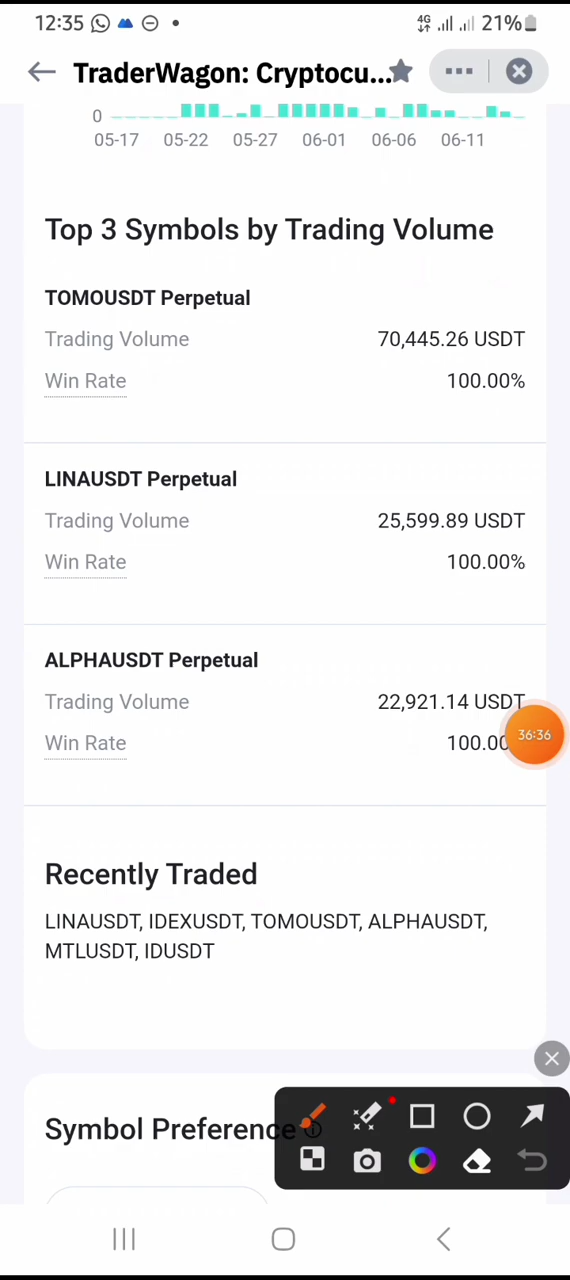 12:35
4G
21%
TraderWagon: Cryptocu...
0
05-17 05-22 05-27 06-01 06-06 06-11
Top 3 Symbols by Trading Volume
TOMOUSDT Perpetual
Trading Volume 70,445.26 USDT
Win Rate 100.00%
LINAUSDT Perpetual
Trading Volume 25,599.89 USDT
Win Rate 100.00%
ALPHAUSDT Perpetual
Trading Volume 22,921.14 USDT
Win Rate 100.00
36:36
Recently Traded
LINAUSDT, IDEXUSDT, TOMOUSDT, ALPHAUSDT,
MTLUSDT, IDUSDT
Symbol Preference